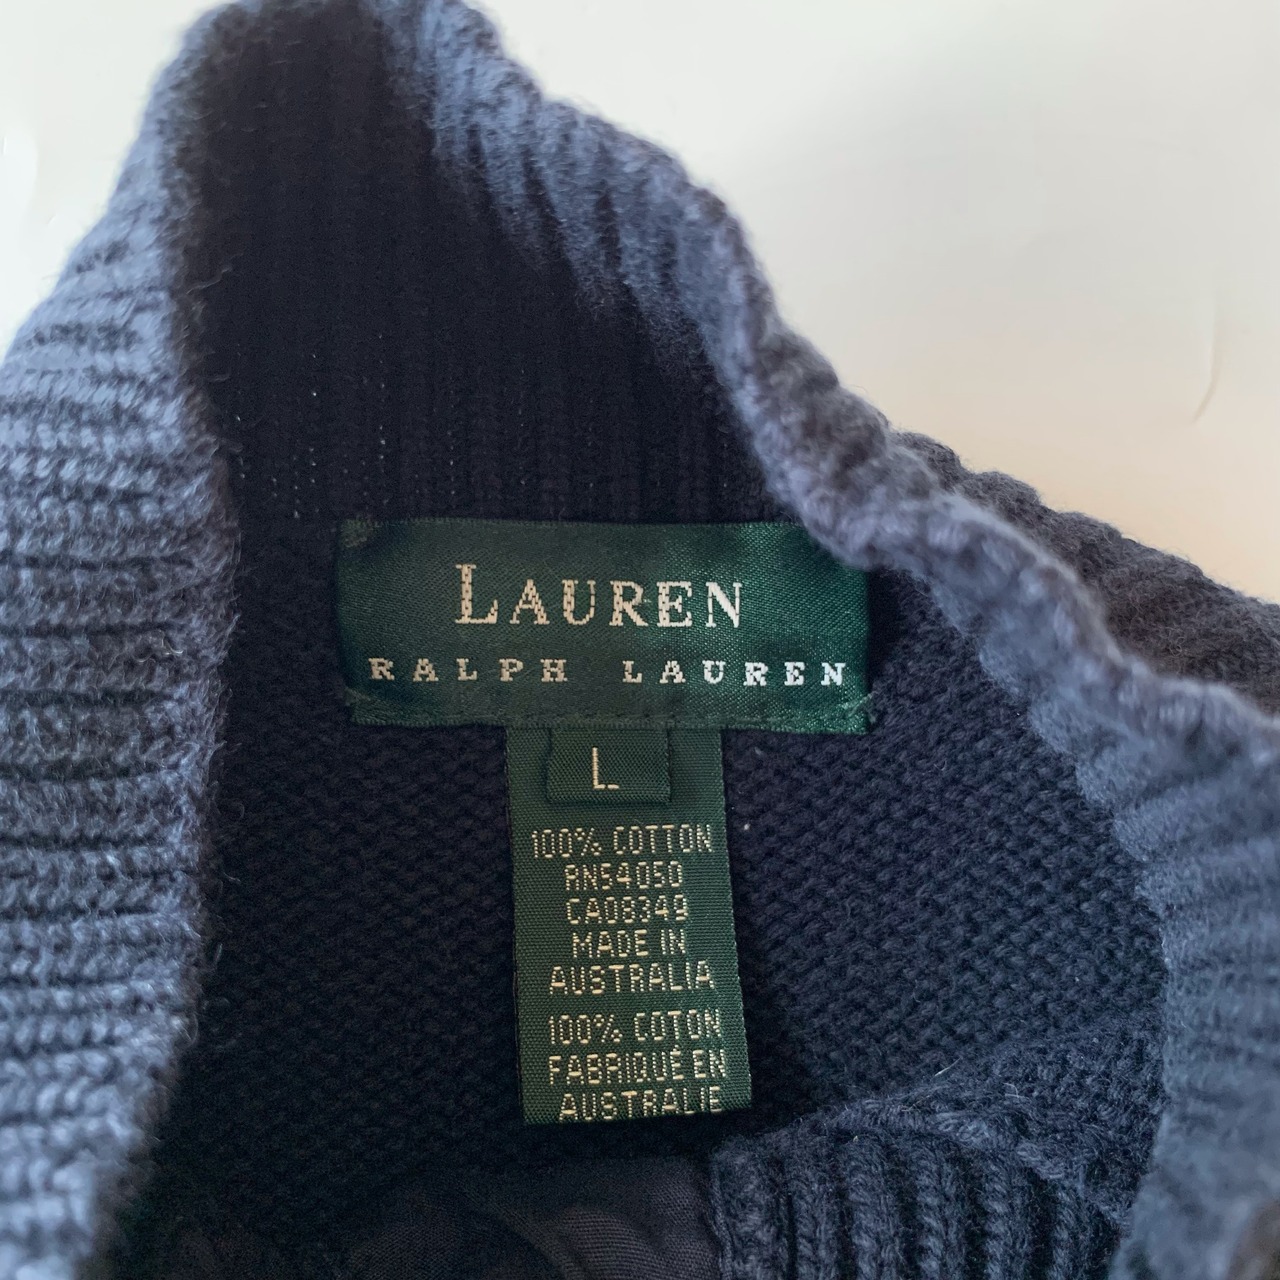 LAUREN
RALPH LAUREN
L
100% COTTON
RN54050
CA08349
MADE IN
AUSTRALIA
100% COTON
FABRIQUÉ EN
AUSTRALIE